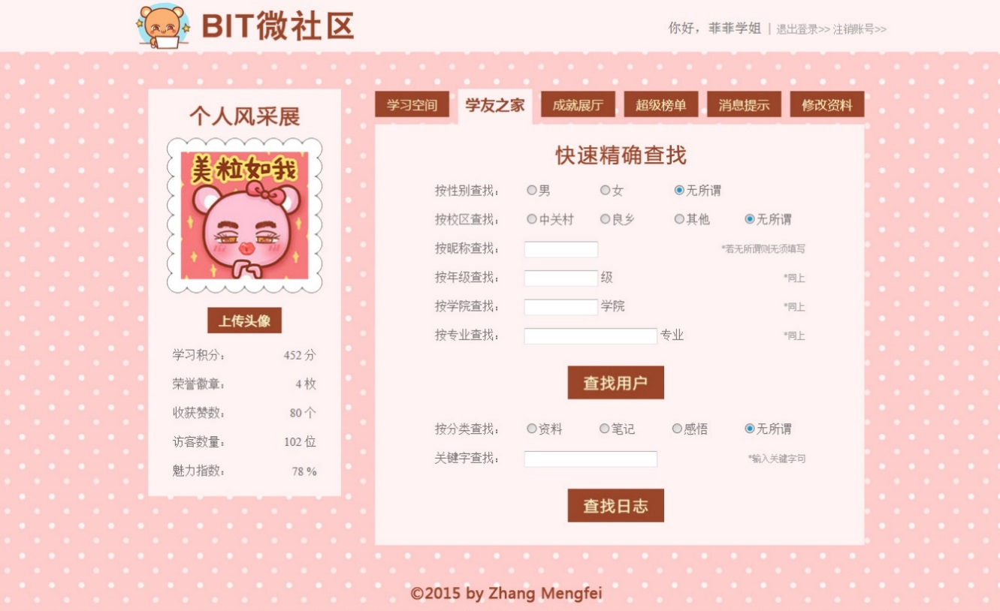 BIT微社区
你好，菲菲学姐 | 退出登录>> 注销账号>>
个人风采展
美粒如我
上传头像
学习积分： 452 分
荣誉徽章： 4 枚
收获赞数： 80 个
访客数量： 102 位
魅力指数： 78 %
学习空间 学友之家 成就展厅 超级榜单 消息提示 修改资料
快速精确查找
按性别查找： 男 女 无所谓
按校区查找： 中关村 良乡 其他 无所谓
按昵称查找： *若无所谓则无须填写
按年级查找： 级 *同上
按学院查找： 学院 *同上
按专业查找： 专业 *同上
查找用户
按分类查找： 资料 笔记 感悟 无所谓
关键字查找： *输入关键字句
查找日志
©2015 by Zhang Mengfei